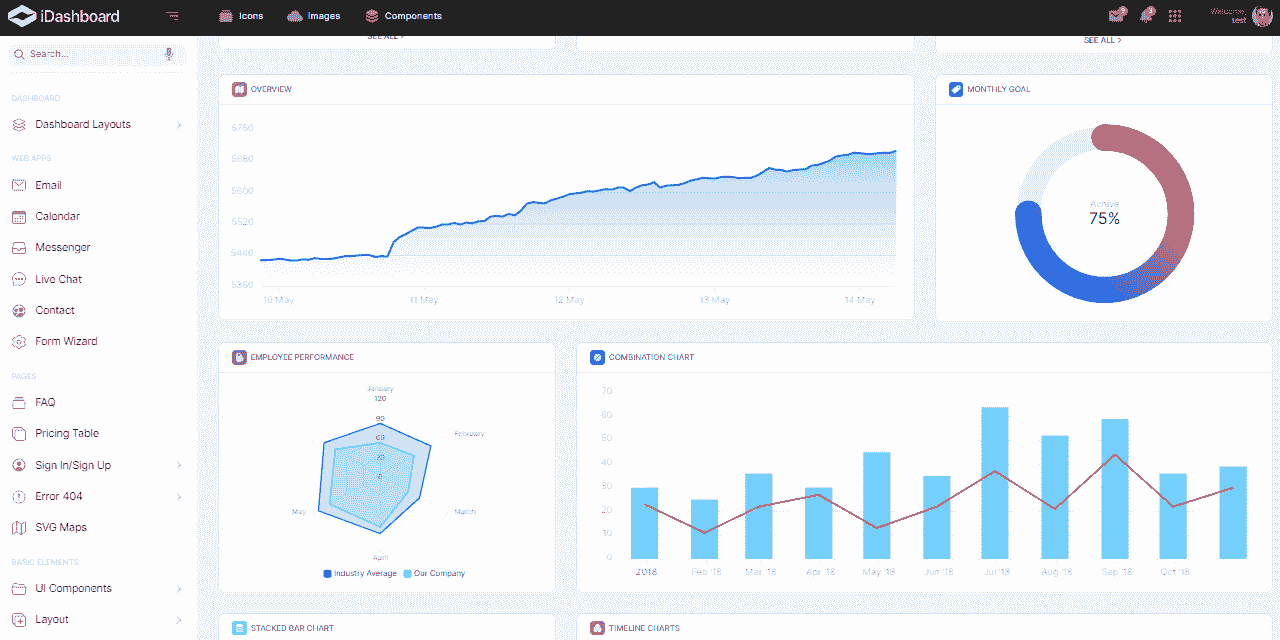 iDashboard
Icons
Images
Components
9
3
Welcome,
test
Search...
DASHBOARD
Dashboard Layouts
WEB APPS
Email
Calendar
Messenger
Live Chat
Contact
Form Wizard
PAGES
FAQ
Pricing Table
Sign In/Sign Up
Error 404
SVG Maps
BASIC ELEMENTS
UI Components
Layout
SEE ALL >
SEE ALL >
OVERVIEW
5760
5680
5600
5520
5440
5360
10 May
11 May
12 May
13 May
14 May
MONTHLY GOAL
Achive
75%
EMPLOYEE PERFORMANCE
January
120
90
60
30
0
February
March
April
May
Industry Average
Our Company
COMBINATION CHART
70
60
50
40
30
20
10
0
2018
Feb '18
Mar '18
Apr '18
May '18
Jun '18
Jul '18
Aug '18
Sep '18
Oct '18
STACKED BAR CHART
TIMELINE CHARTS